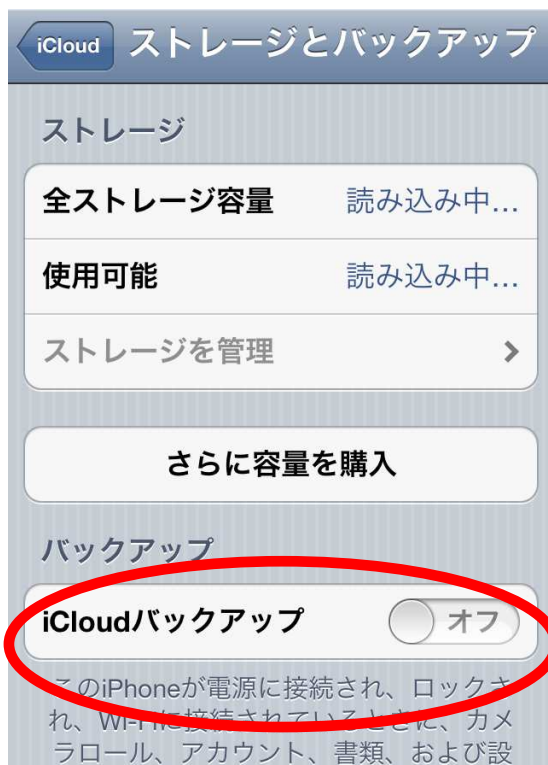 iCloud ストレージとバックアップ
ストレージ
全ストレージ容量 読み込み中...
使用可能 読み込み中...
ストレージを管理
さらに容量を購入
バックアップ
iCloudバックアップ オフ
このiPhoneが電源に接続され、ロックさ
れ、Wi-Fiに接続されているときに、カメ
ラロール、アカウント、書類、および設